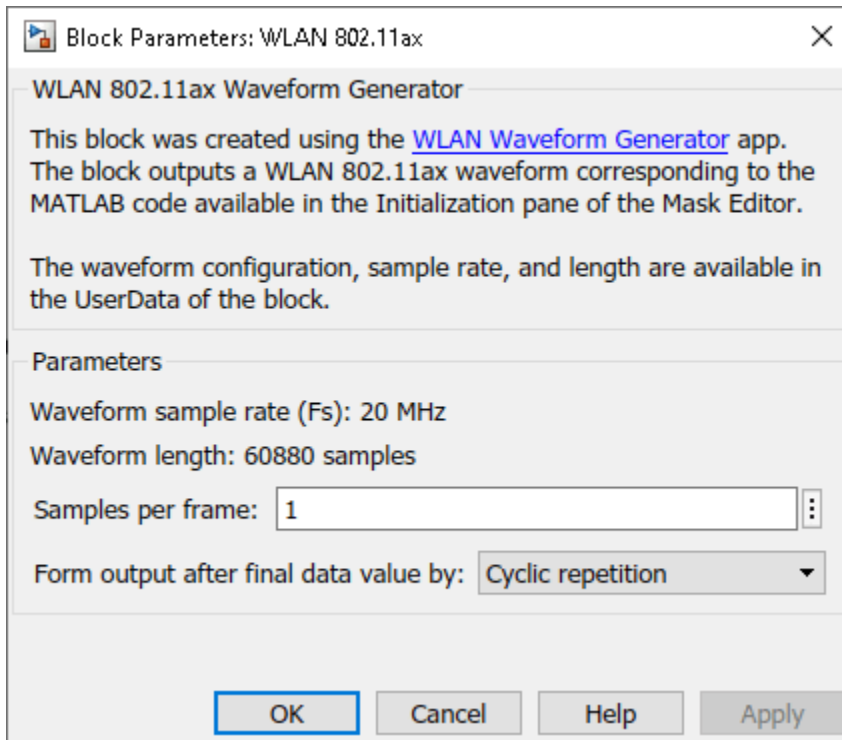 Block Parameters: WLAN 802.11ax
WLAN 802.11ax Waveform Generator
This block was created using the WLAN Waveform Generator app.
The block outputs a WLAN 802.11ax waveform corresponding to the
MATLAB code available in the Initialization pane of the Mask Editor.
The waveform configuration, sample rate, and length are available in
the UserData of the block.
Parameters
Waveform sample rate (Fs): 20 MHz
Waveform length: 60880 samples
Samples per frame: 1
Form output after final data value by: Cyclic repetition
OK Cancel Help Apply